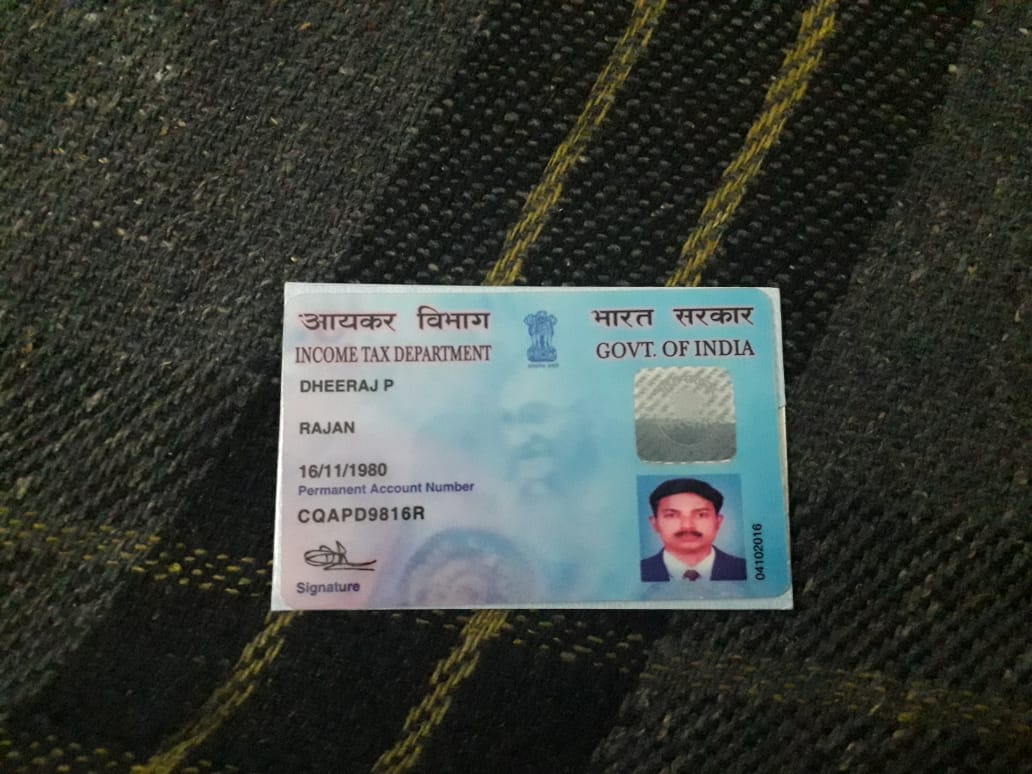 आयकर विभाग
INCOME TAX DEPARTMENT
भारत सरकार
GOVT. OF INDIA
DHEERAJ P
RAJAN
16/11/1980
Permanent Account Number
CQAPD9816R
Signature
04102016